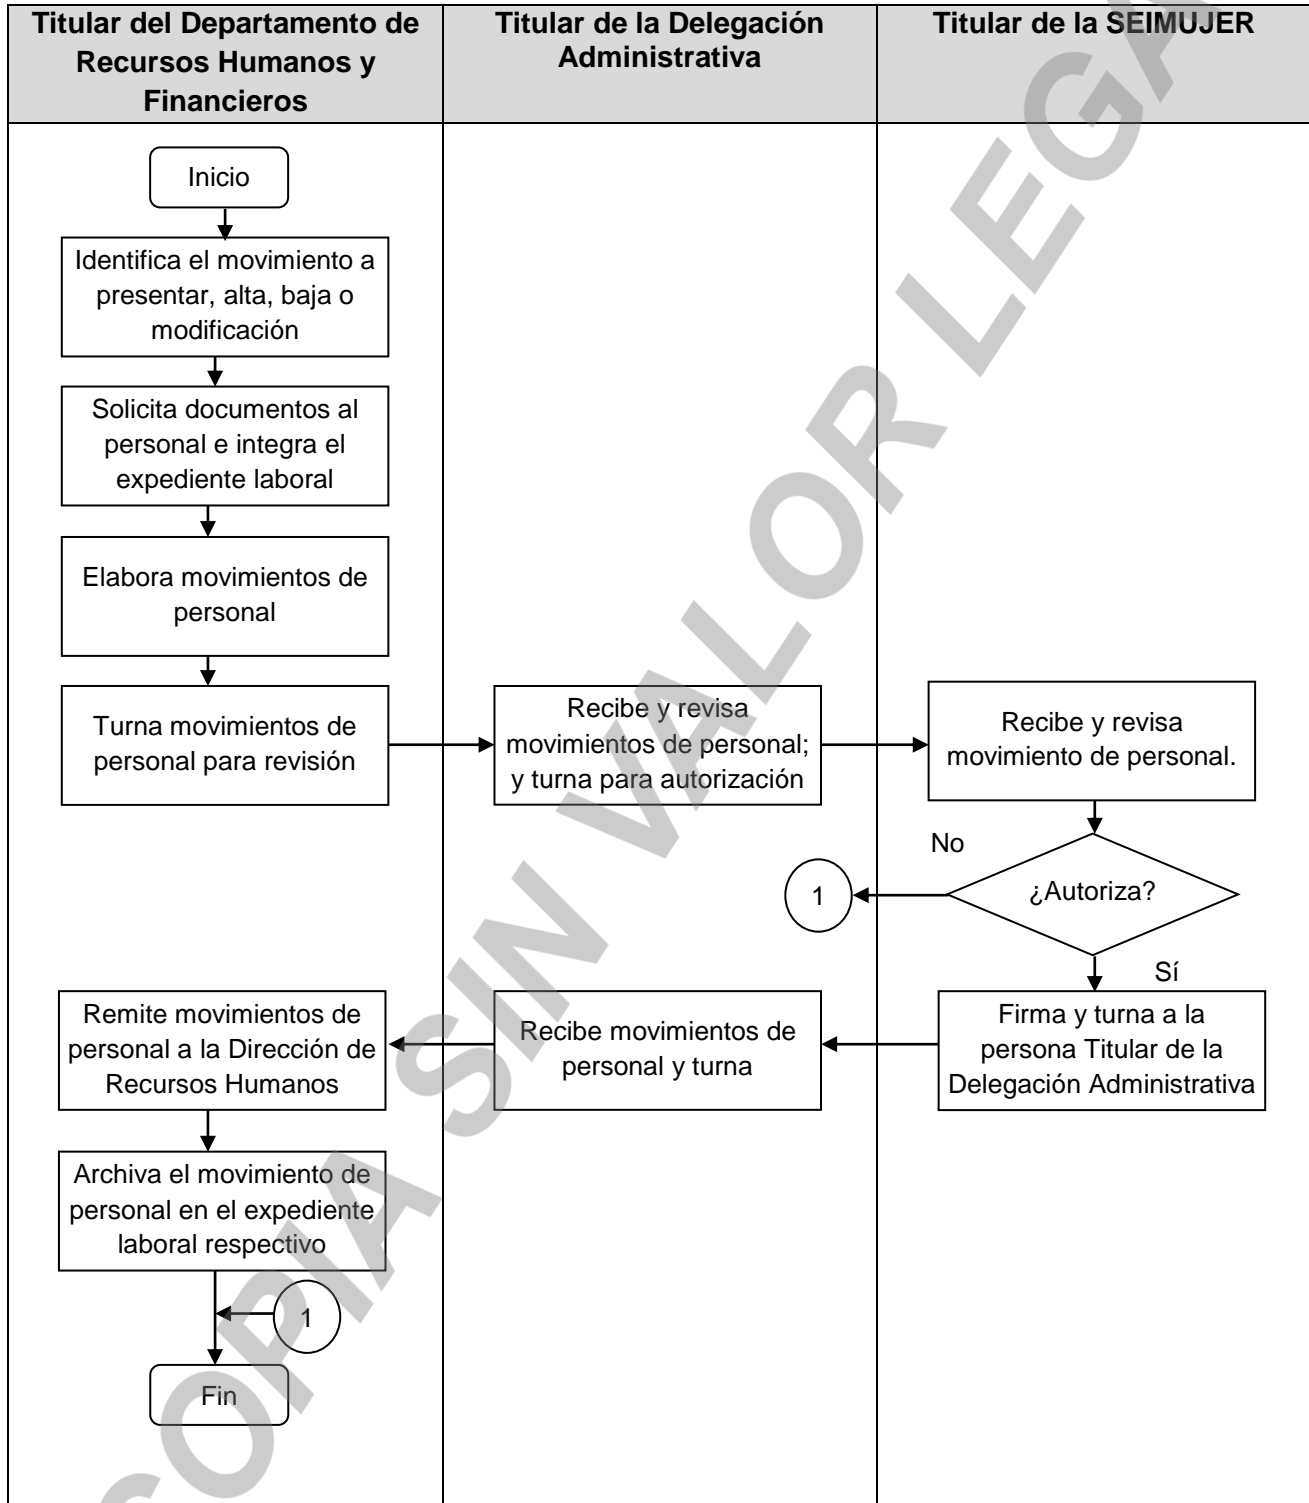 Titular del Departamento de
Recursos Humanos y
Financieros
Titular de la Delegación
Administrativa
Titular de la SEIMUJER
Inicio
Identifica el movimiento a
presentar, alta, baja o
modificación
Solicita documentos al
personal e integra el
expediente laboral
Elabora movimientos de
personal
Turna movimientos de
personal para revisión
Recibe y revisa
movimientos de personal;
y turna para autorización
Recibe y revisa
movimiento de personal.
No
¿Autoriza?
1
Sí
Firma y turna a la
persona Titular de la
Delegación Administrativa
Recibe movimientos de
personal y turna
Remite movimientos de
personal a la Dirección de
Recursos Humanos
Archiva el movimiento de
personal en el expediente
laboral respectivo
1
Fin
COPIA SIN VALOR LEGA